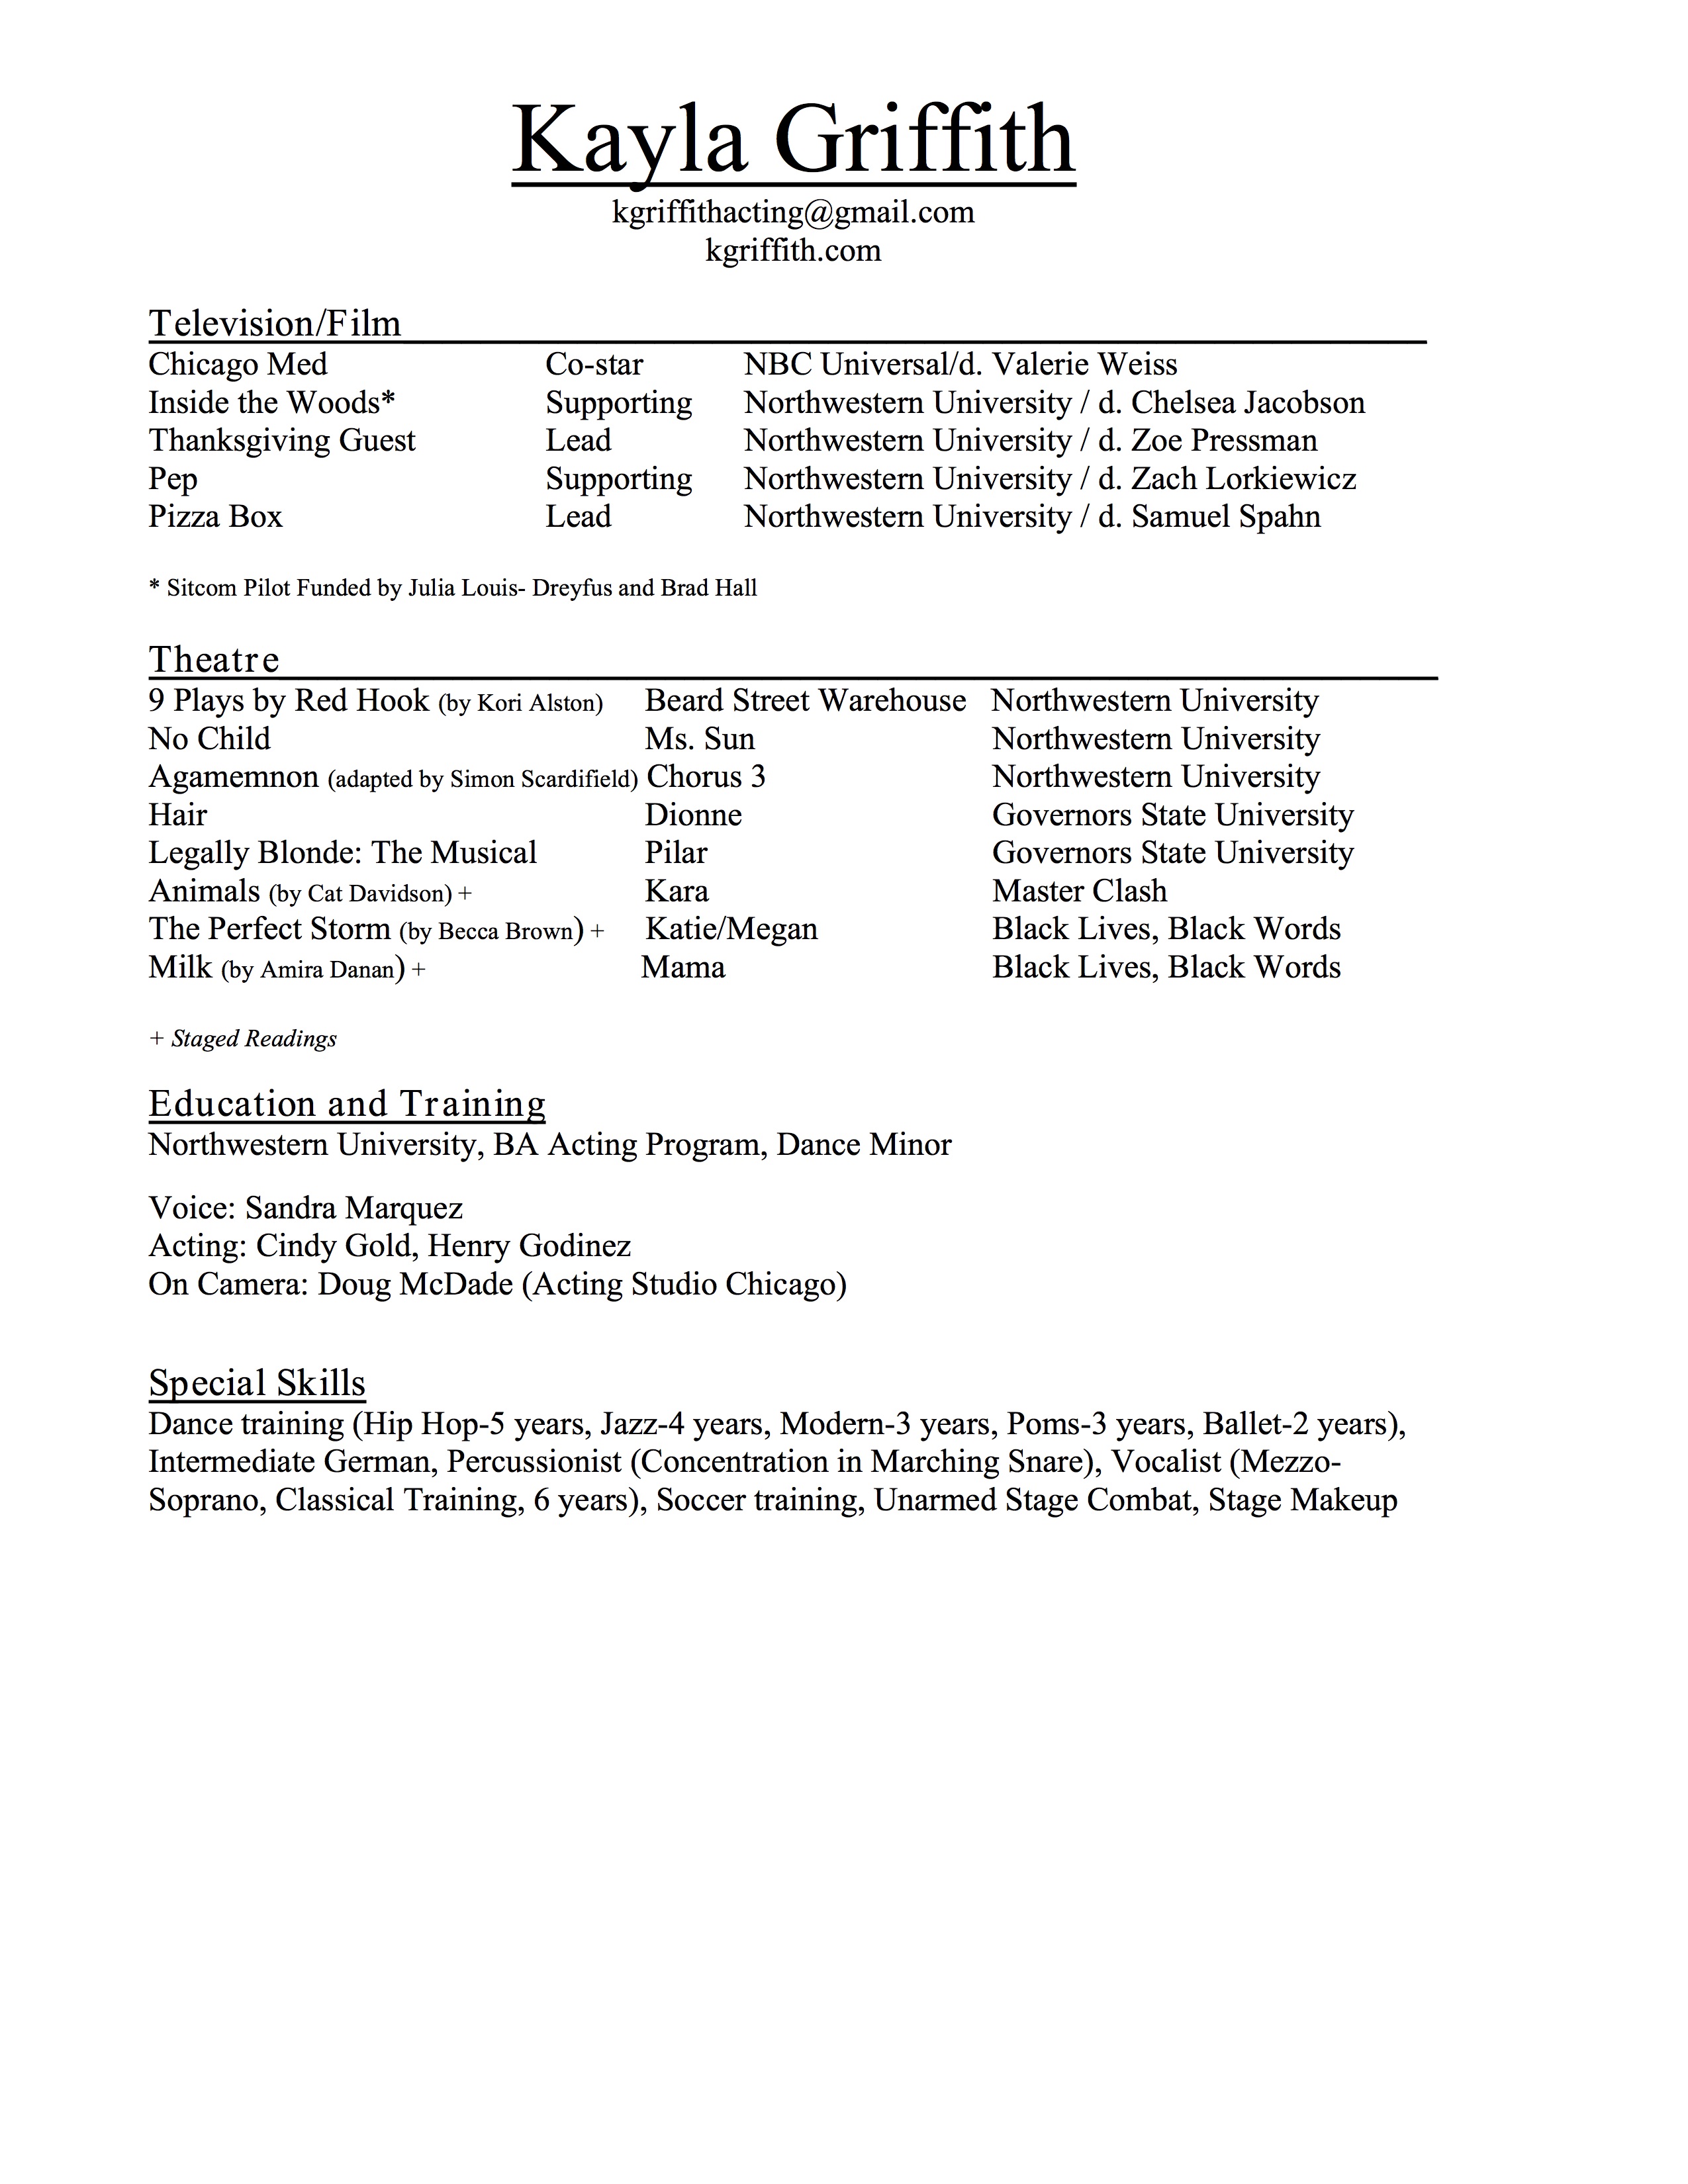 Kayla Griffith
kgriffithacting@gmail.com
kgriffith.com
Television/Film
Chicago Med Co-star NBC Universal/d. Valerie Weiss
Inside the Woods* Supporting Northwestern University / d. Chelsea Jacobson
Thanksgiving Guest Lead Northwestern University / d. Zoe Pressman
Pep Supporting Northwestern University / d. Zach Lorkiewicz
Pizza Box Lead Northwestern University / d. Samuel Spahn
* Sitcom Pilot Funded by Julia Louis- Dreyfus and Brad Hall
Theatre
9 Plays by Red Hook (by Kori Alston) Beard Street Warehouse Northwestern University
No Child Ms. Sun Northwestern University
Agamemnon (adapted by Simon Scardifield) Chorus 3 Northwestern University
Hair Dionne Governors State University
Legally Blonde: The Musical Pilar Governors State University
Animals (by Cat Davidson) + Kara Master Clash
The Perfect Storm (by Becca Brown) + Katie/Megan Black Lives, Black Words
Milk (by Amira Danan) + Mama Black Lives, Black Words
+ Staged Readings
Education and Training
Northwestern University, BA Acting Program, Dance Minor
Voice: Sandra Marquez
Acting: Cindy Gold, Henry Godinez
On Camera: Doug McDade (Acting Studio Chicago)
Special Skills
Dance training (Hip Hop-5 years, Jazz-4 years, Modern-3 years, Poms-3 years, Ballet-2 years),
Intermediate German, Percussionist (Concentration in Marching Snare), Vocalist (Mezzo-
Soprano, Classical Training, 6 years), Soccer training, Unarmed Stage Combat, Stage Makeup